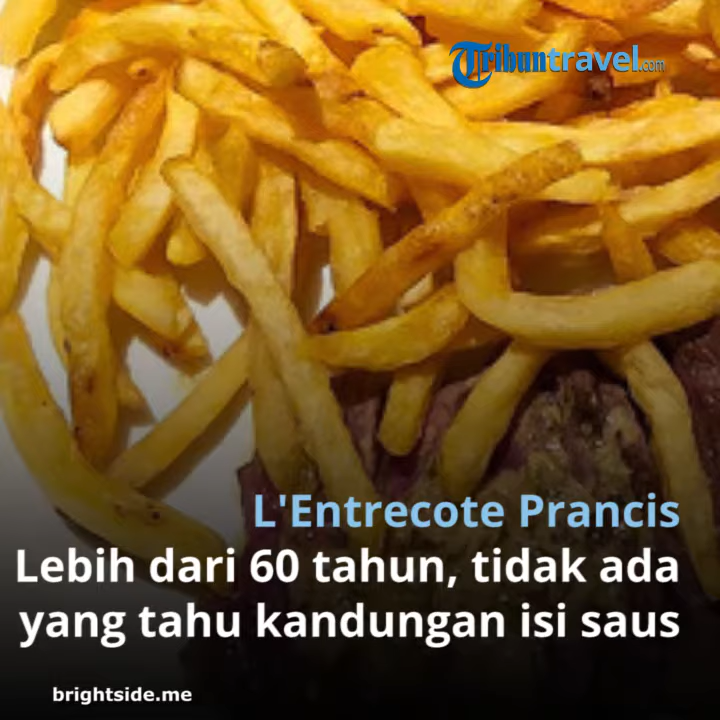 Tribuntravel.com
L'Entrecote Prancis
Lebih dari 60 tahun, tidak ada
yang tahu kandungan isi saus
brightside.me